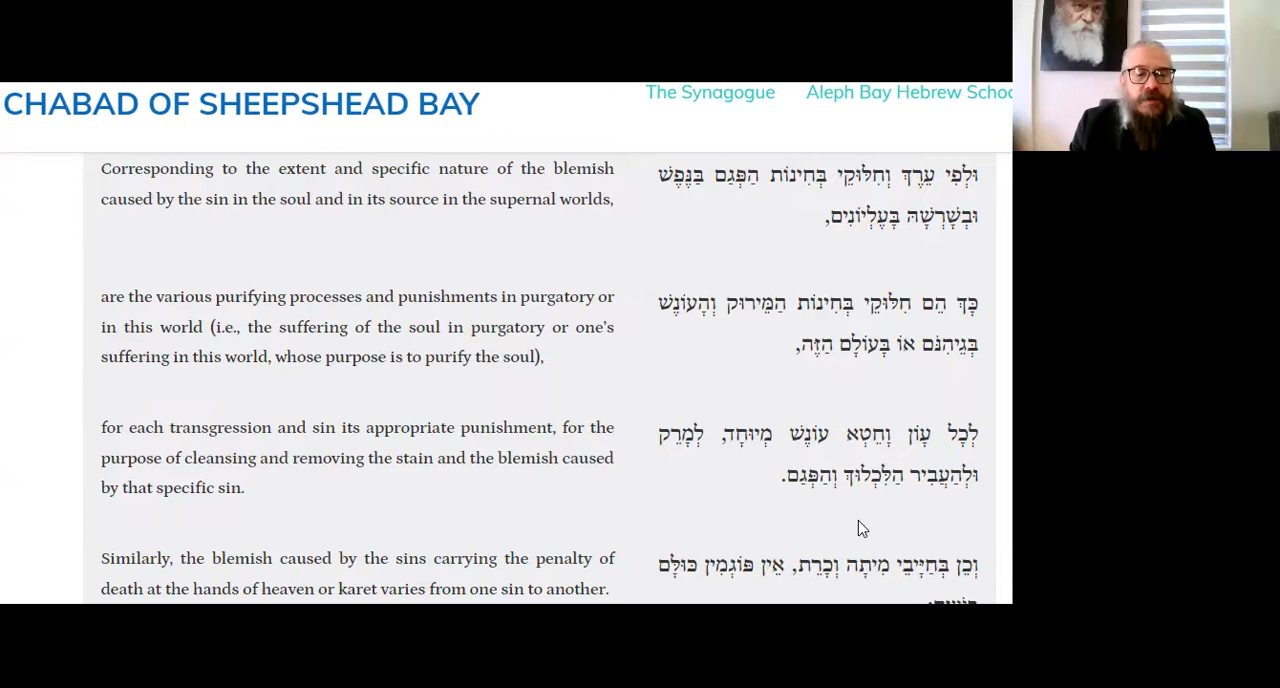 CHABAD OF SHEEPSHEAD BAY
The Synagogue
Aleph Bay Hebrew Schoo
Corresponding to the extent and specific nature of the blemish
caused by the sin in the soul and in its source in the supernal worlds,
וּלְפִי עֵרֶךְ וְחִלּוּקֵי בְּחִינוֹת הַפְּגַם בַּנֶּפֶשׁ
וּבְשָׁרְשָׁהּ בָּעֶלְיוֹנִים,
are the various purifying processes and punishments in purgatory or
in this world (i.e., the suffering of the soul in purgatory or one’s
suffering in this world, whose purpose is to purify the soul),
כָּךְ הֵם חִלּוּקֵי בְּחִינוֹת הַמֵּירוּק וְהָעוֹנֶשׁ
בְּגֵיהִנֹּם אוֹ בָּעוֹלָם הַזֶּה,
for each transgression and sin its appropriate punishment, for the
purpose of cleansing and removing the stain and the blemish caused
by that specific sin.
לְכָל עָוֹן וָחֵטְא עוֹנֶשׁ מְיוּחָד, לְמָרֵק
וּלְהַעֲבִיר הַלִּכְלוּךְ וְהַפְּגַם.
Similarly, the blemish caused by the sins carrying the penalty of
death at the hands of heaven or karet varies from one sin to another.
וְכֵן בְּחַיָּיבֵי מִיתָה וְכָרֵת, אֵין פּוֹגְמִין כּוּלָּם